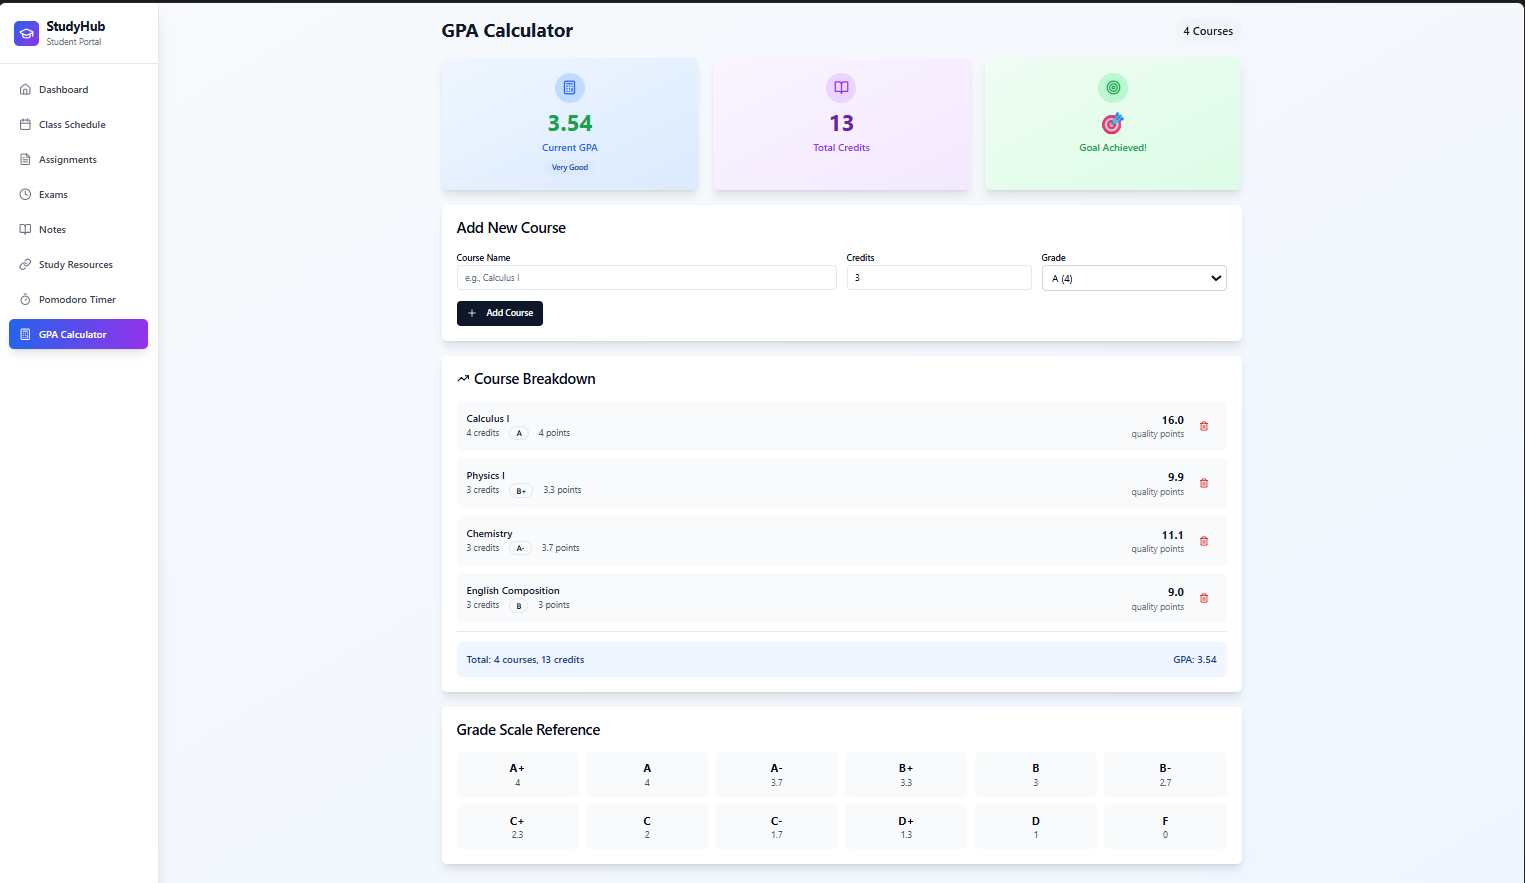 StudyHub
Student Portal
Dashboard
Class Schedule
Assignments
Exams
Notes
Study Resources
Pomodoro Timer
GPA Calculator
GPA Calculator
4 Courses
3.54
Current GPA
Very Good
13
Total Credits
Goal Achieved!
Add New Course
Course Name
e.g., Calculus I
Credits
3
Grade
A (4)
Add Course
Course Breakdown
Calculus I
4 credits A 4 points
16.0
quality points
Physics I
3 credits B+ 3.3 points
9.9
quality points
Chemistry
3 credits A- 3.7 points
11.1
quality points
English Composition
3 credits B 3 points
9.0
quality points
Total: 4 courses, 13 credits
GPA: 3.54
Grade Scale Reference
A+
4
A
4
A-
3.7
B+
3.3
B
3
B-
2.7
C+
2.3
C
2
C-
1.7
D+
1.3
D
1
F
0